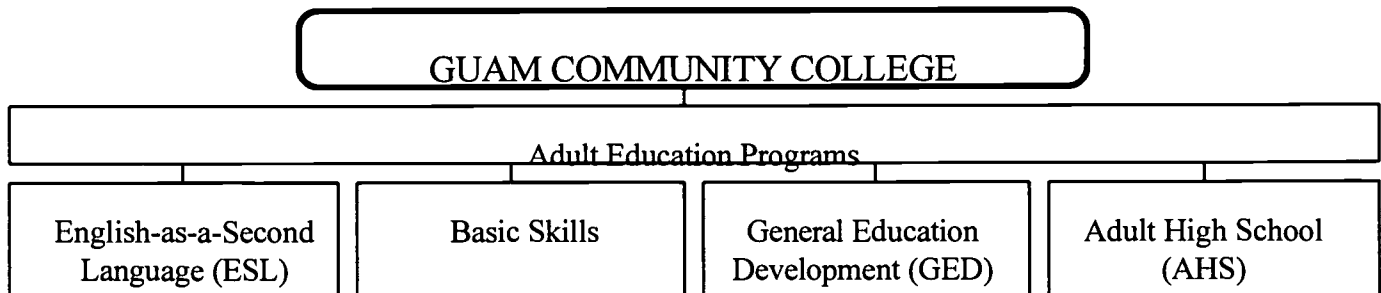 GUAM COMMUNITY COLLEGE
Adult Education Programs
English-as-a-Second
Language (ESL)
Basic Skills
General Education
Development (GED)
Adult High School
(AHS)